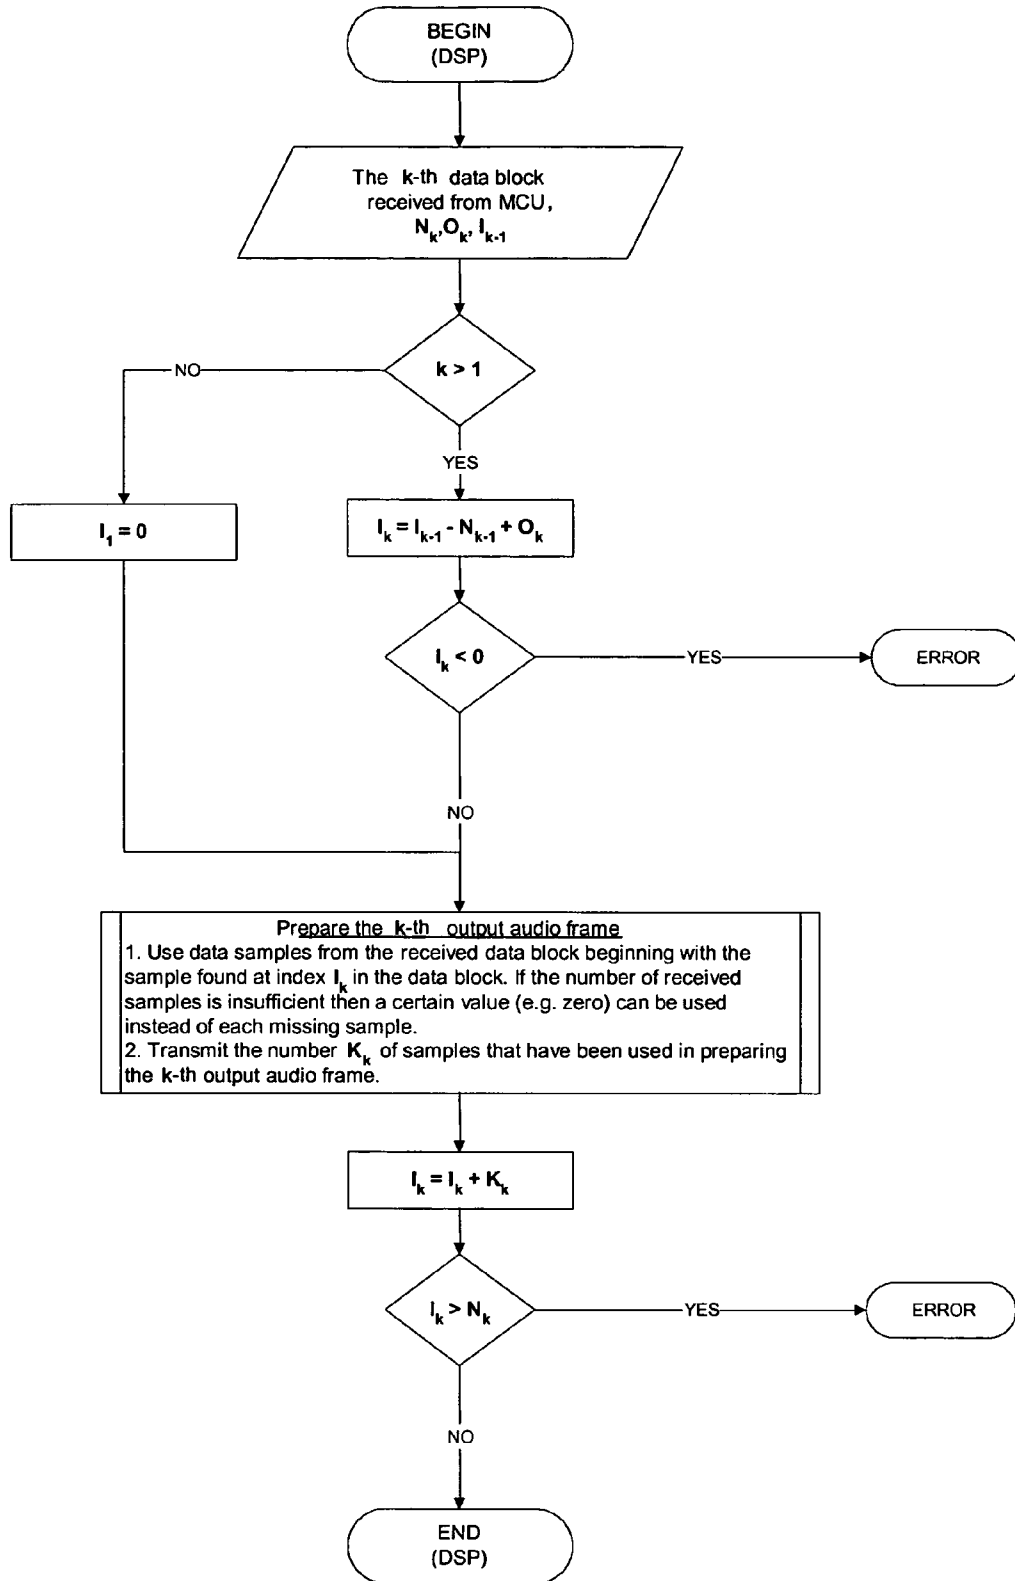 BEGIN
(DSP)
The k-th data block
received from MCU,
N_k, O_k, I_{k-1}
k > 1
NO
YES
I_1 = 0
I_k = I_{k-1} - N_{k-1} + O_k
I_k < 0
YES
ERROR
NO
Prepare the k-th output audio frame
1. Use data samples from the received data block beginning with the
sample found at index I_k in the data block. If the number of received
samples is insufficient then a certain value (e.g. zero) can be used
instead of each missing sample.
2. Transmit the number K_k of samples that have been used in preparing
the k-th output audio frame.
I_k = I_k + K_k
I_k > N_k
YES
ERROR
NO
END
(DSP)